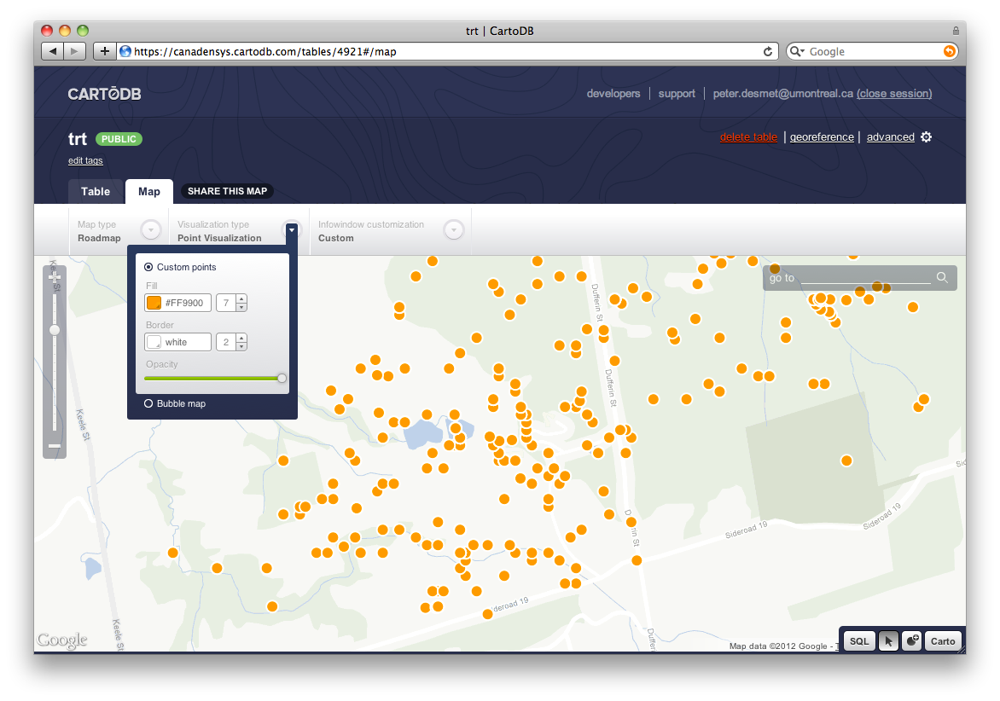 trt | CartoDB
https://canadensys.cartodb.com/tables/4921#/map
Google
CARTODB
developers
support
peter.desmet@umontreal.ca (close session)
trt
PUBLIC
delete table
georeference
advanced
edit tags
Table
Map
SHARE THIS MAP
Map type
Roadmap
Visualization type
Point Visualization
Infowindow customization
Custom
Custom points
Fill
#FF9900
7
Border
white
2
Opacity
Bubble map
go to
Keele St
Dufferin St
Dufferin St
Keele St
Sideroad 19
Sideroad 19
Dufferin St
Sideroad 19
Keele St
Google
Map data ©2012 Google -
SQL
Carto